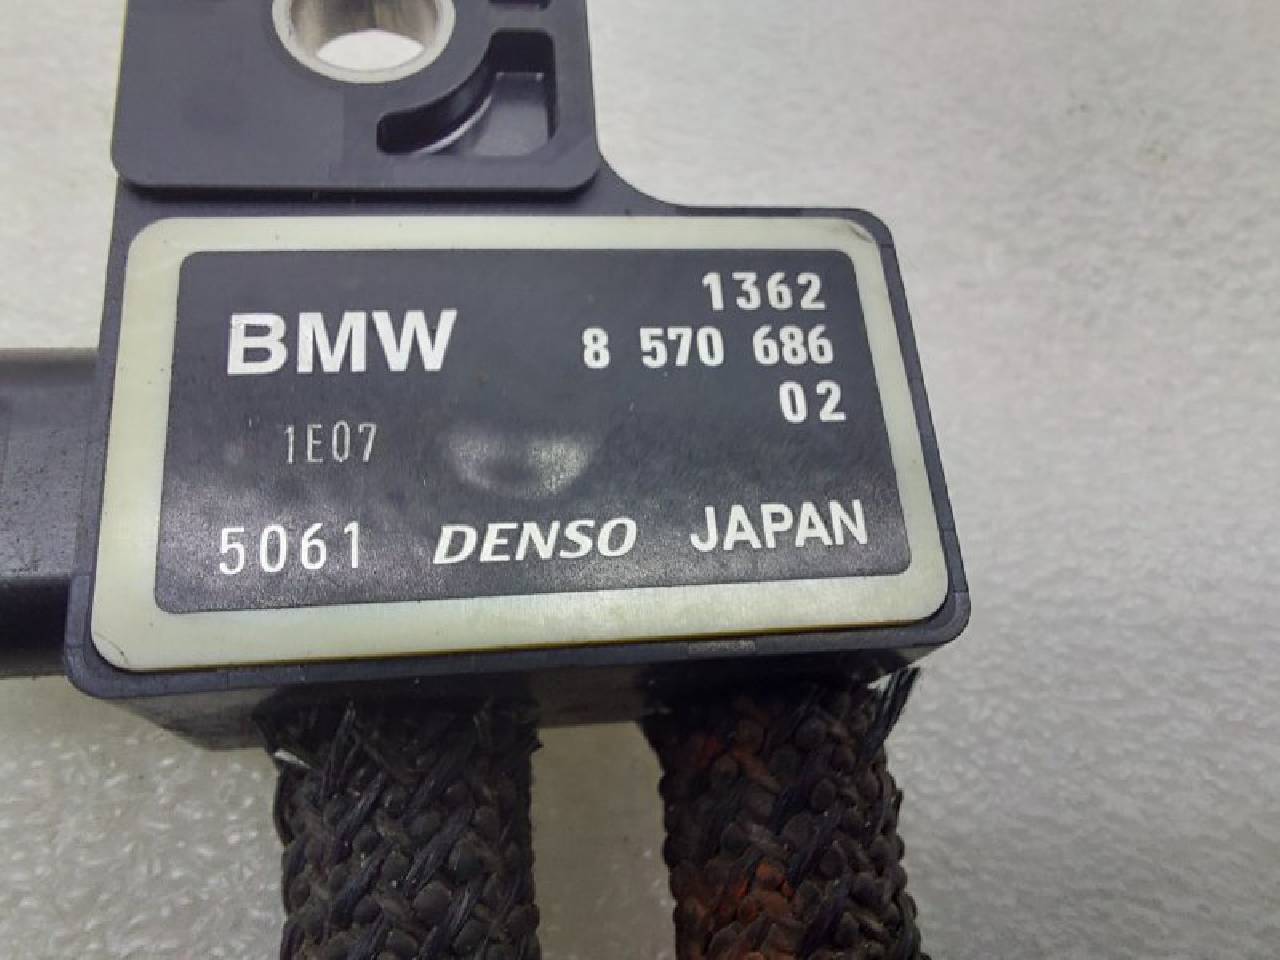 1362
BMW 8 570 686
02
1E07
5061 DENSO JAPAN